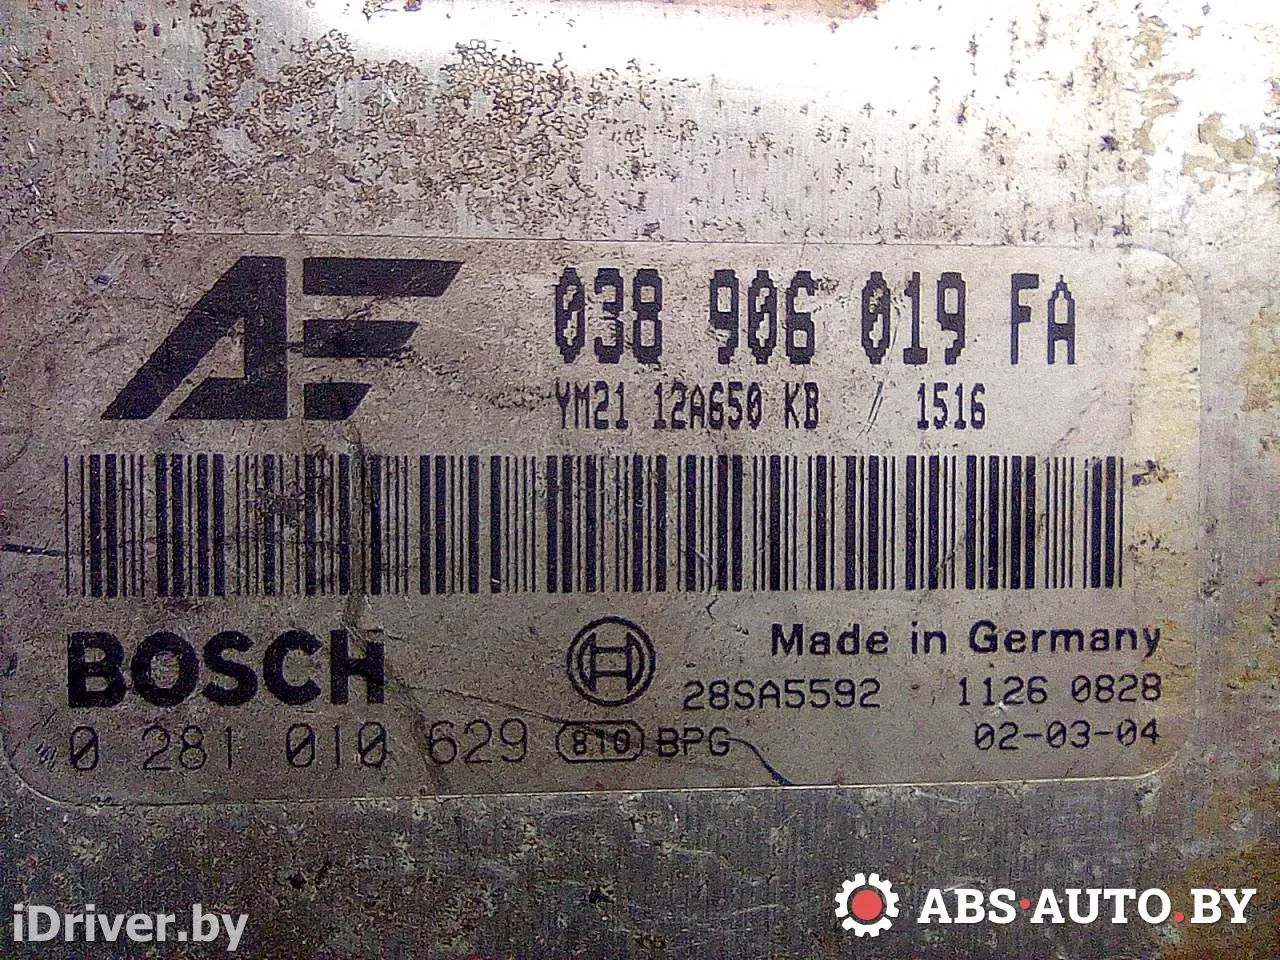 AF
038 906 019 FA
YM21 12A650 KB // 1516
BOSCH
Made in Germany
28SA5592 1126 0828
0 281 010 629 810 BPG 02-03-04
iDriver.by
ABS·AUTO.BY